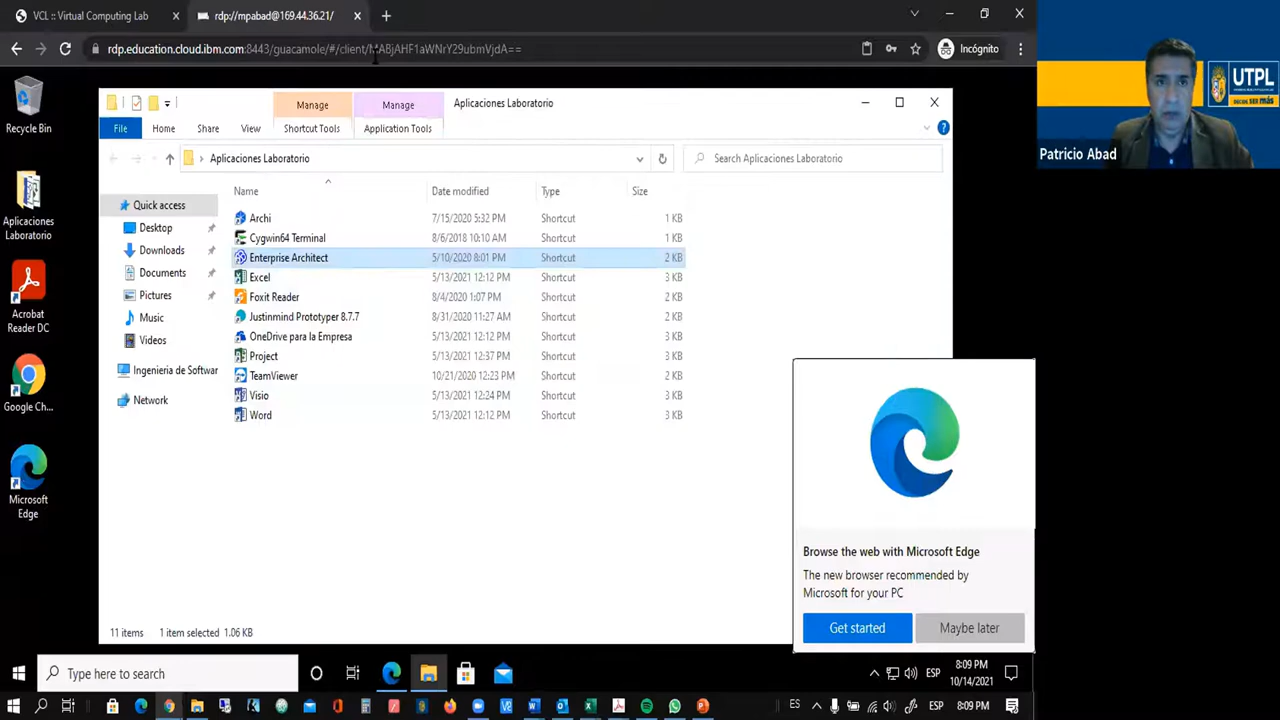 VCL :: Virtual Computing Lab
rdp://mpabad@169.44.36.21/
rdp.education.cloud.ibm.com:8443/guacamole/#/client/MABjAHF1aWNrY29ubmVjdA==
Incógnito
Recycle Bin
Aplicaciones
Laboratorio
Acrobat
Reader DC
Google Ch...
Microsoft
Edge
Manage
Manage
Aplicaciones Laboratorio
File
Home
Share
View
Shortcut Tools
Application Tools
Aplicaciones Laboratorio
Search Aplicaciones Laboratorio
Quick access
Desktop
Downloads
Documents
Pictures
Music
Videos
Ingenieria de Softwar
Network
Name Date modified Type Size
Archi 7/15/2020 5:32 PM Shortcut 1 KB
Cygwin64 Terminal 8/6/2018 10:10 AM Shortcut 1 KB
Enterprise Architect 5/10/2020 8:01 PM Shortcut 2 KB
Excel 5/13/2021 12:12 PM Shortcut 3 KB
Foxit Reader 8/4/2020 1:07 PM Shortcut 2 KB
Justinmind Prototyper 8.7.7 8/31/2020 11:27 AM Shortcut 2 KB
OneDrive para la Empresa 5/13/2021 12:12 PM Shortcut 3 KB
Project 5/13/2021 12:37 PM Shortcut 3 KB
TeamViewer 10/21/2020 12:23 PM Shortcut 2 KB
Visio 5/13/2021 12:24 PM Shortcut 3 KB
Word 5/13/2021 12:12 PM Shortcut 3 KB
11 items 1 item selected 1.06 KB
Browse the web with Microsoft Edge
The new browser recommended by
Microsoft for your PC
Get started
Maybe later
Type here to search
ESP
8:09 PM
10/14/2021
ES
ESP
8:09 PM
Patricio Abad
UTPL